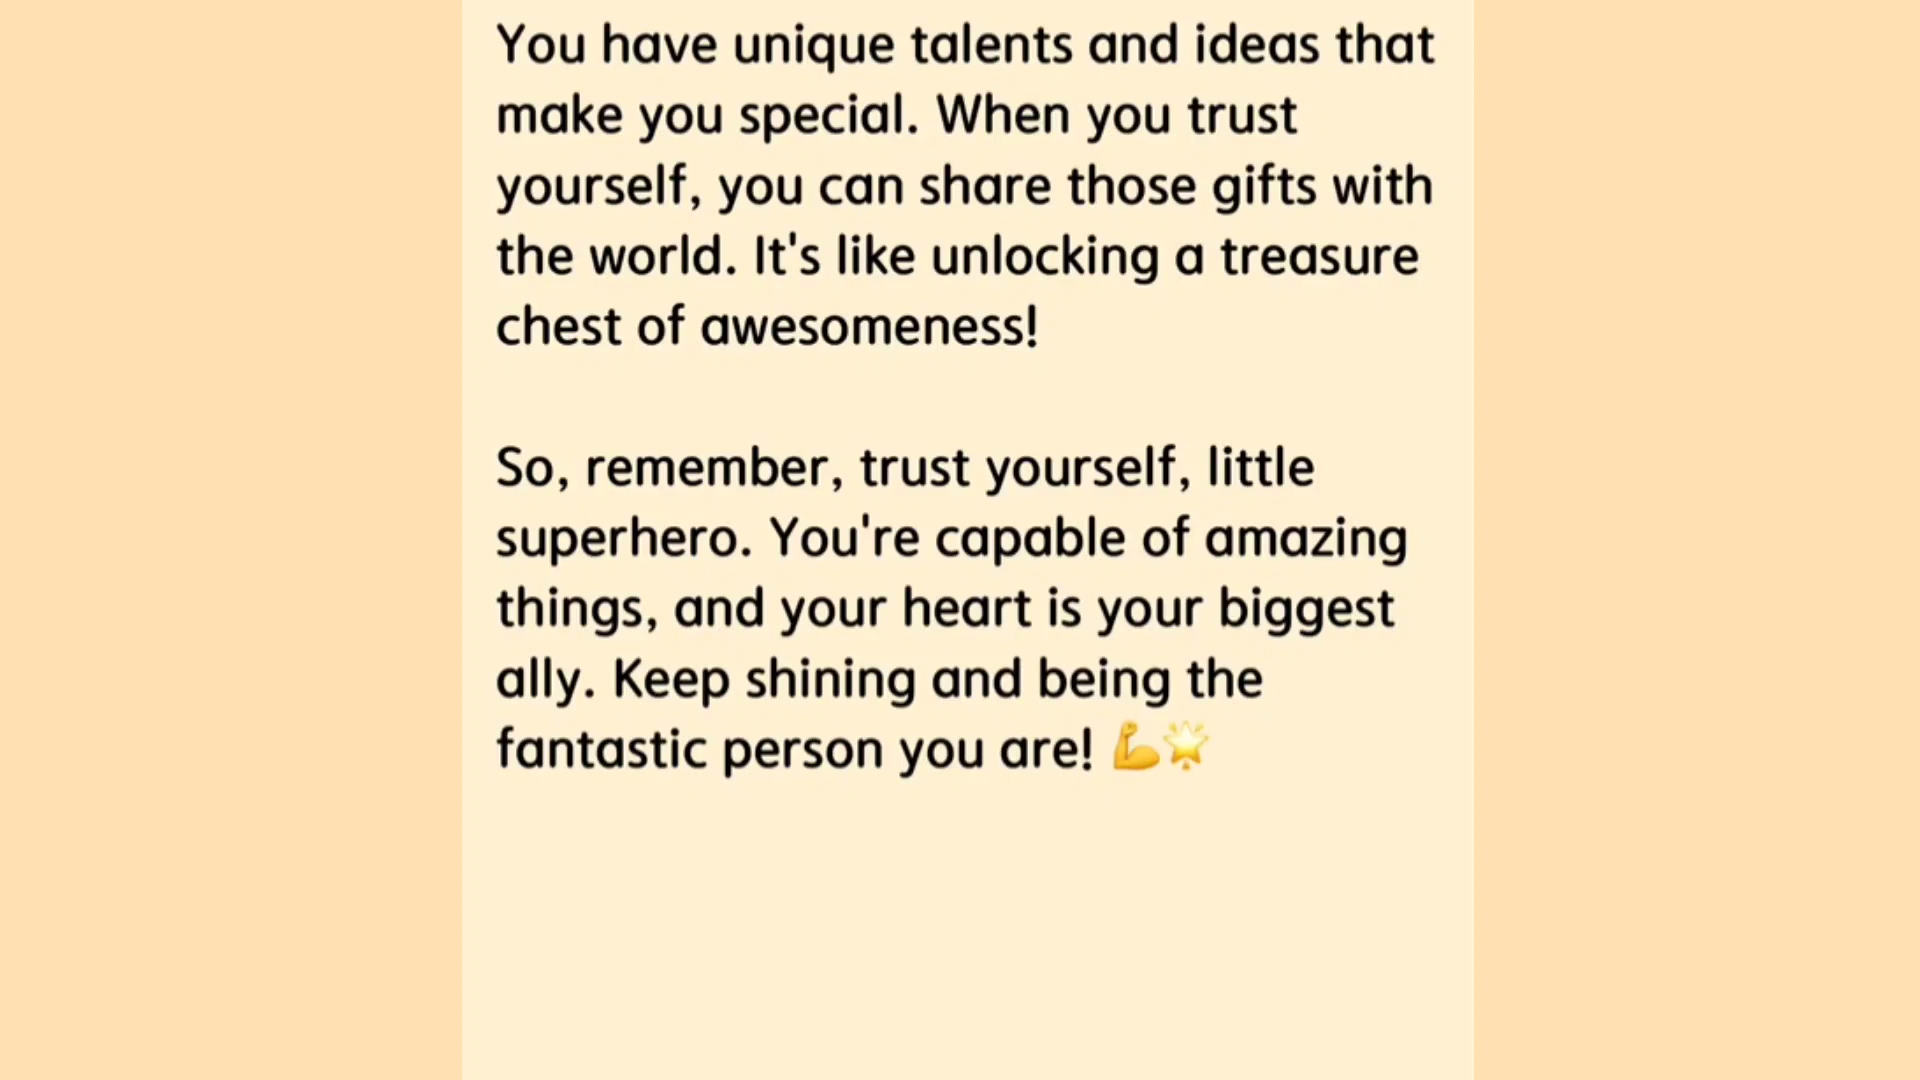 You have unique talents and ideas that
make you special. When you trust
yourself, you can share those gifts with
the world. It's like unlocking a treasure
chest of awesomeness!
So, remember, trust yourself, little
superhero. You're capable of amazing
things, and your heart is your biggest
ally. Keep shining and being the
fantastic person you are! 💪🌟